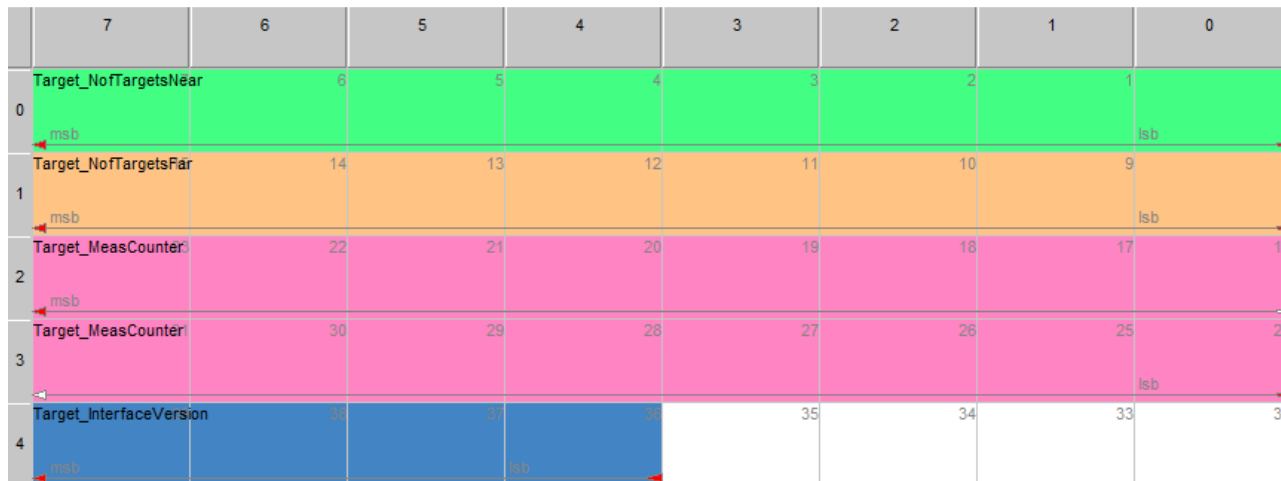 7 6 5 4 3 2 1 0
Target_NofTargetsNear 6 5 4 3 2 1
0
msb lsb
Target_NofTargetsFar 14 13 12 11 10 9
1
msb lsb
Target_MeasCounter 22 21 20 19 18 17
2
msb
Target_MeasCounter 30 29 28 27 26 25
3
lsb
Target_InterfaceVersion 38 37 36 35 34 33
4
msb lsb